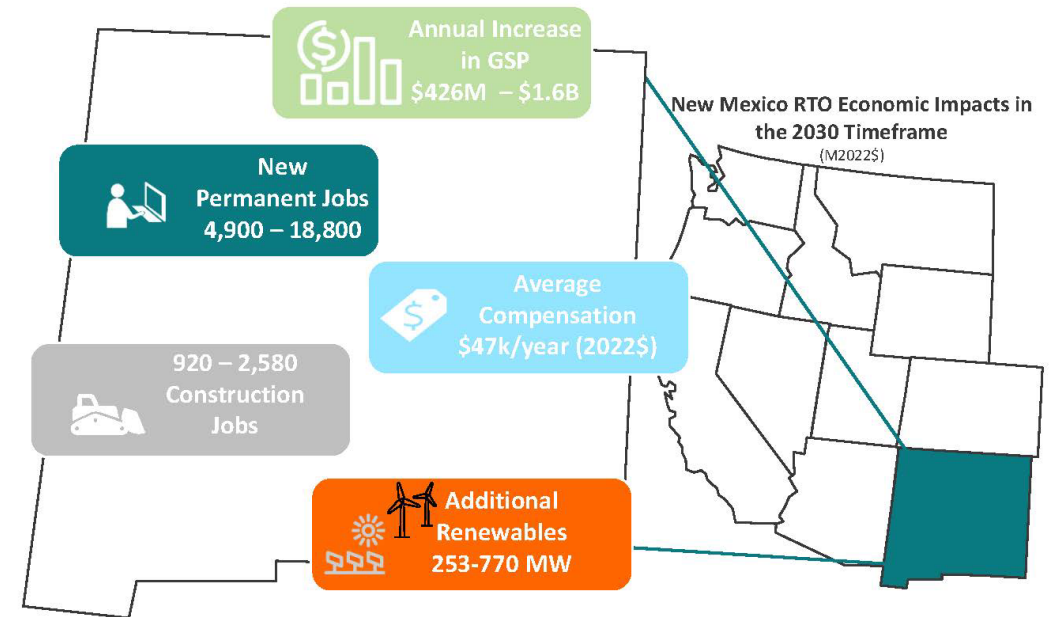 Annual Increase
in GSP
$426M – $1.6B
New Mexico RTO Economic Impacts in
the 2030 Timeframe
(M2022$)
New
Permanent Jobs
4,900 – 18,800
Average
Compensation
$47k/year (2022$)
920 – 2,580
Construction
Jobs
Additional
Renewables
253-770 MW